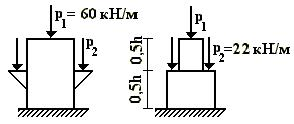 p₁= 60 кН/м
p₂
p₁
p₂=22 кН/м
0,5h
0,5h